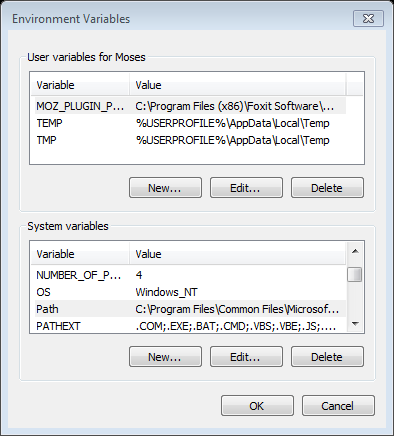 Environment Variables
User variables for Moses
Variable Value
MOZ_PLUGIN_P... C:\Program Files (x86)\Foxit Software\...
TEMP %USERPROFILE%\AppData\Local\Temp
TMP %USERPROFILE%\AppData\Local\Temp
New... Edit... Delete
System variables
Variable Value
NUMBER_OF_P... 4
OS Windows_NT
Path C:\Program Files\Common Files\Microsof...
PATHEXT .COM;.EXE;.BAT;.CMD;.VBS;.VBE;.JS;....
New... Edit... Delete
OK Cancel